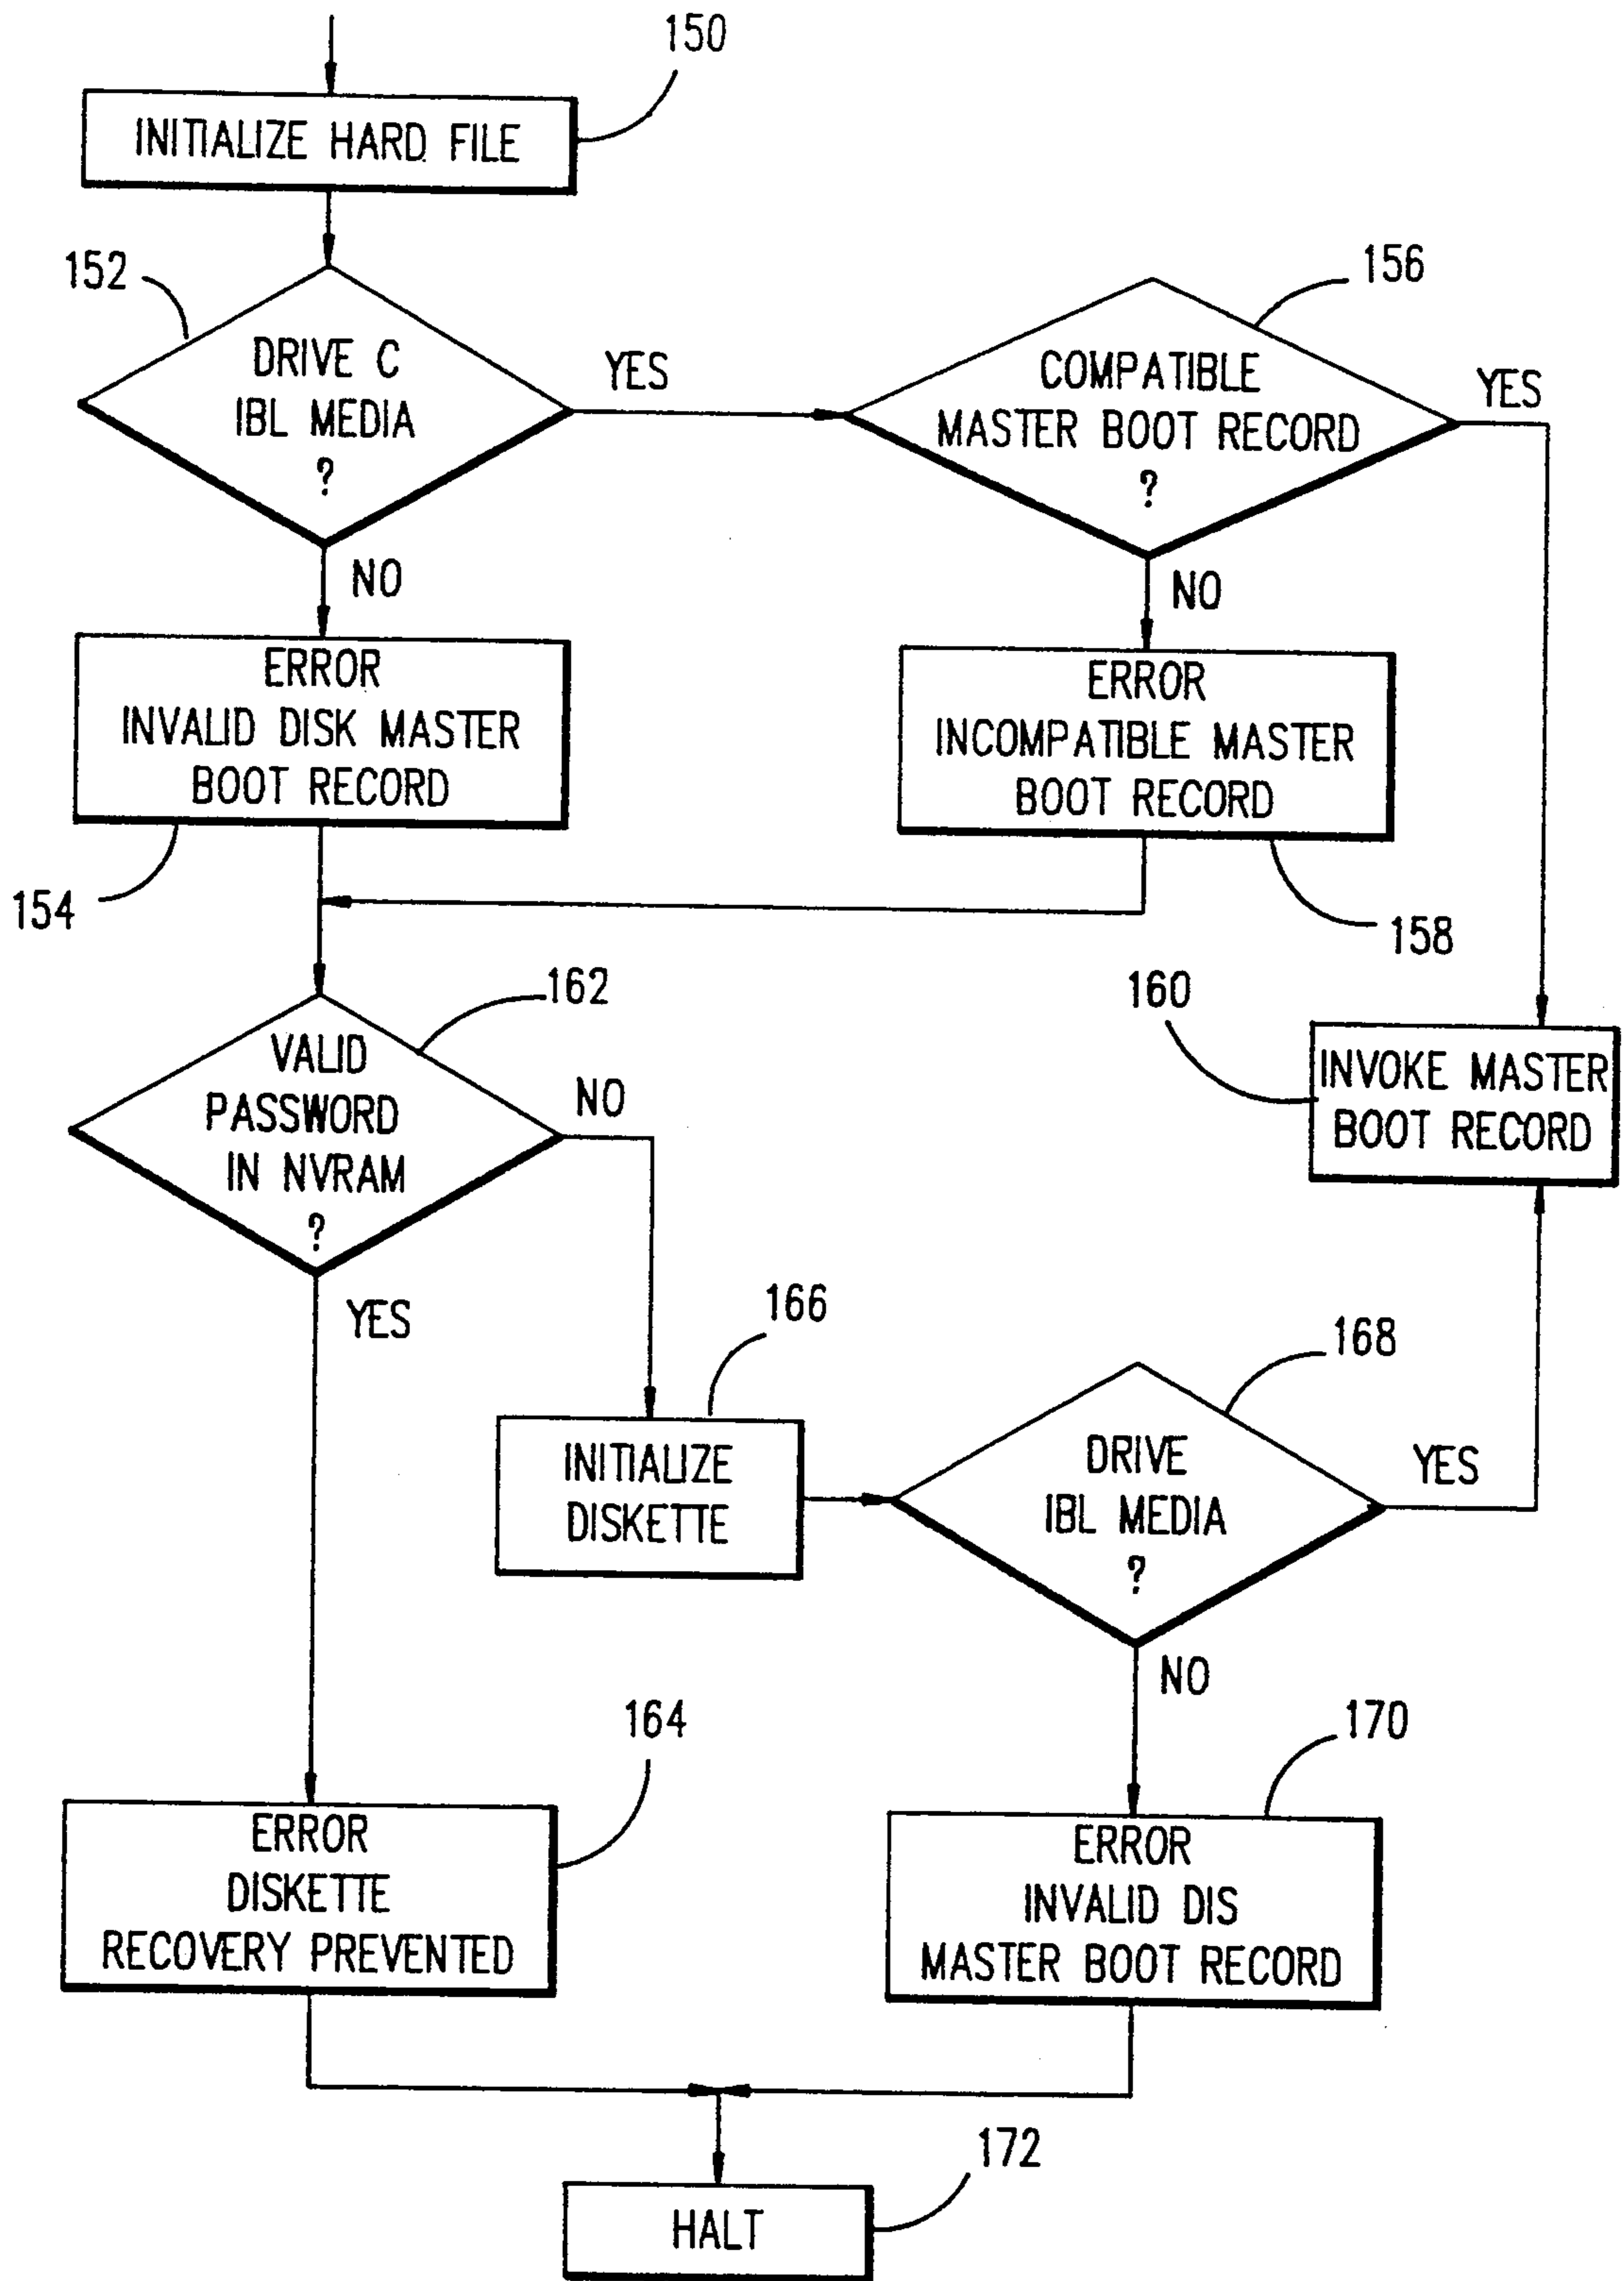 150
INITIALIZE HARD FILE
152
DRIVE C
IBL MEDIA
?
YES
NO
156
COMPATIBLE
MASTER BOOT RECORD
?
YES
NO
ERROR
INVALID DISK MASTER
BOOT RECORD
154
ERROR
INCOMPATIBLE MASTER
BOOT RECORD
158
160
INVOKE MASTER
BOOT RECORD
162
VALID
PASSWORD
IN NVRAM
?
NO
YES
166
INITIALIZE
DISKETTE
168
DRIVE
IBL MEDIA
?
YES
NO
164
ERROR
DISKETTE
RECOVERY PREVENTED
170
ERROR
INVALID DIS
MASTER BOOT RECORD
172
HALT